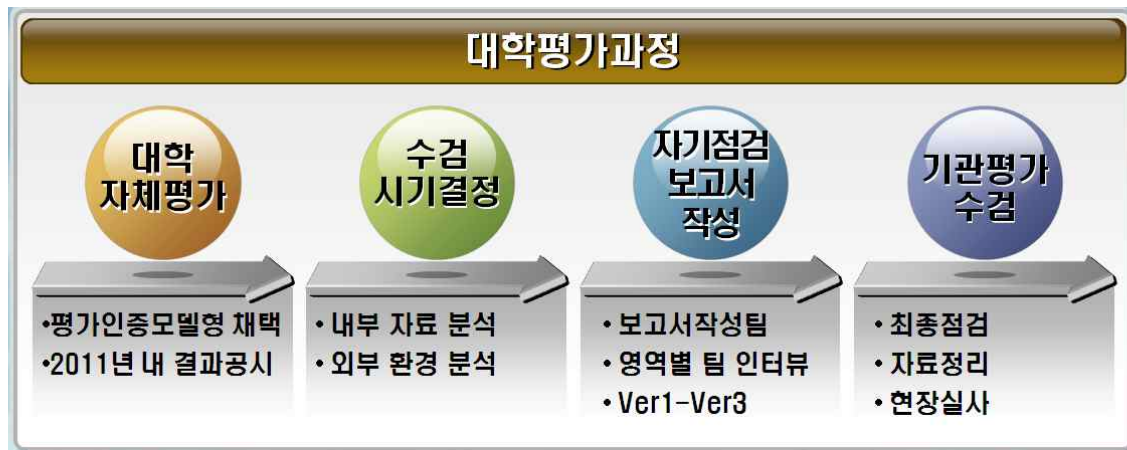 대학평가과정
대학
자체평가
•평가인증모델형 채택
•2011년 내 결과공시
수검
시기결정
• 내부 자료 분석
• 외부 환경 분석
자기점검
보고서
작성
• 보고서작성팀
• 영역별 팀 인터뷰
• Ver1-Ver3
기관평가
수검
• 최종점검
• 자료정리
• 현장실사